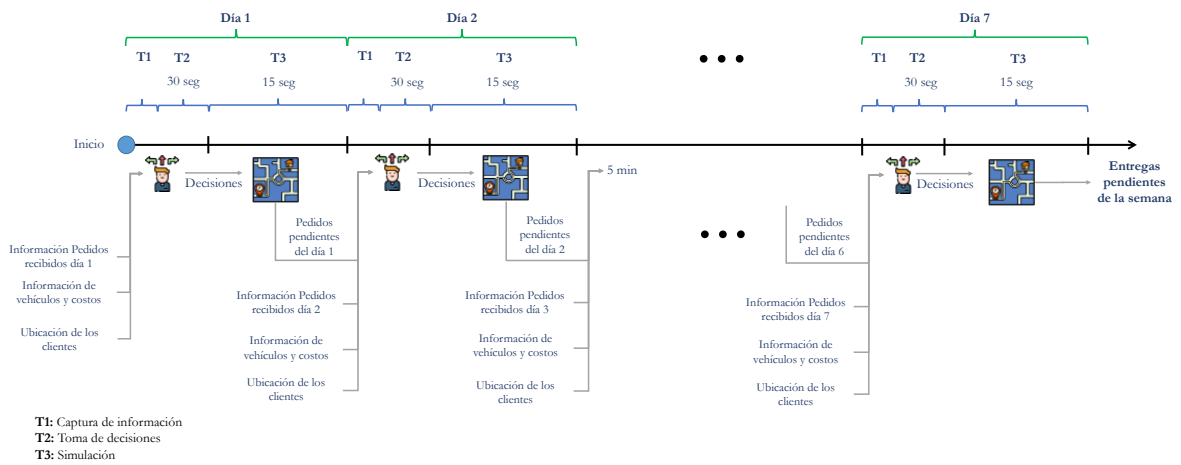 Día 1
Día 2
Día 7
T1
T2
T3
T1
T2
T3
T1
T2
T3
30 seg
15 seg
30 seg
15 seg
30 seg
15 seg
Inicio
Decisiones
Decisiones
5 min
Decisiones
Entregas
pendientes
de la semana
Información Pedidos
recibidos día 1
Información de
vehículos y costos
Ubicación de los
clientes
Pedidos
pendientes
del día 1
Información Pedidos
recibidos día 2
Información de
vehículos y costos
Ubicación de los
clientes
Pedidos
pendientes
del día 2
Información Pedidos
recibidos día 3
Información de
vehículos y costos
Ubicación de los
clientes
Pedidos
pendientes
del día 6
Información Pedidos
recibidos día 7
Información de
vehículos y costos
Ubicación de los
clientes
T1: Captura de información
T2: Toma de decisiones
T3: Simulación